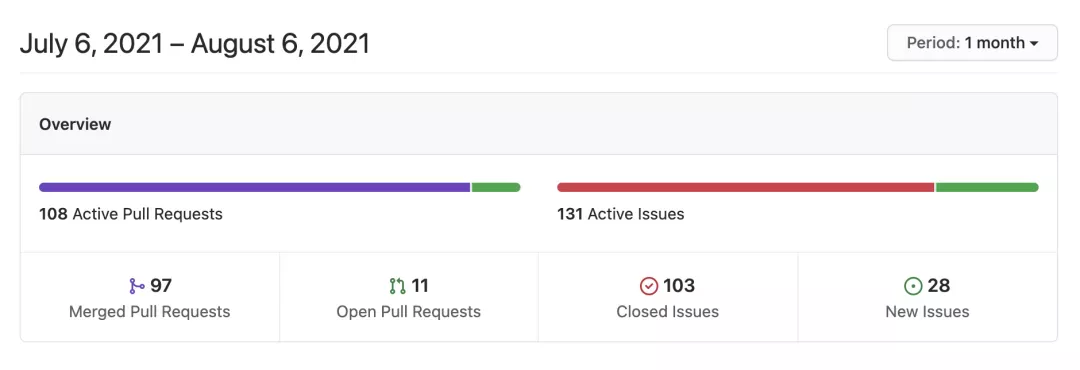 July 6, 2021 – August 6, 2021
Period: 1 month
Overview
108 Active Pull Requests
131 Active Issues
97
Merged Pull Requests
11
Open Pull Requests
103
Closed Issues
28
New Issues